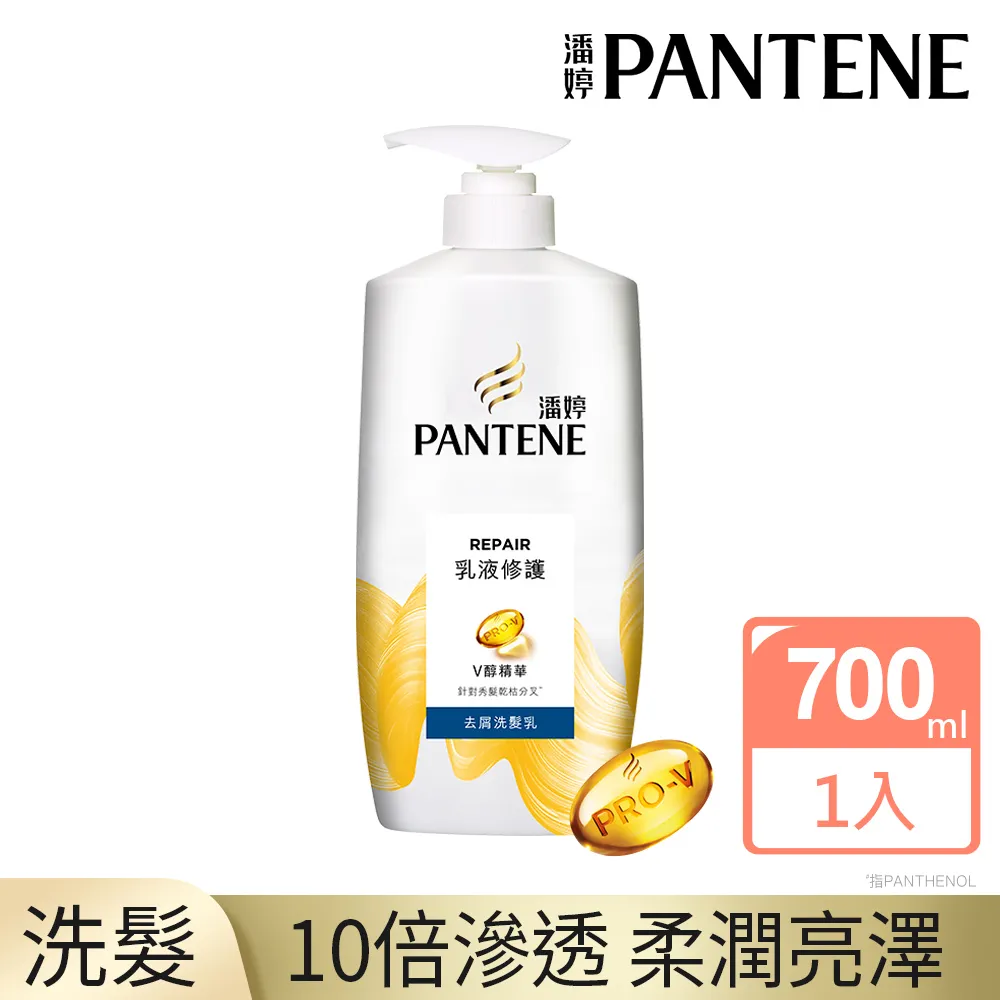 潘婷 PANTENE
潘婷
PANTENE
REPAIR
乳液修護
PRO-V
V醇精華
針對秀髮乾枯分叉"
去屑洗髮乳
700ml
1入
PRO-V
"指PANTHENOL
洗髮 10倍滲透 柔潤亮澤